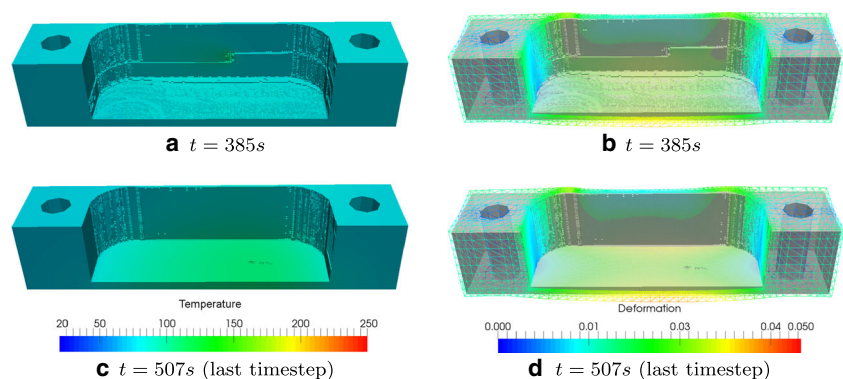 a t = 385s
b t = 385s
Temperature
20 50 100 150 200 250
Deformation
0.000 0.01 0.03 0.04 0.050
c t = 507s (last timestep)
d t = 507s (last timestep)